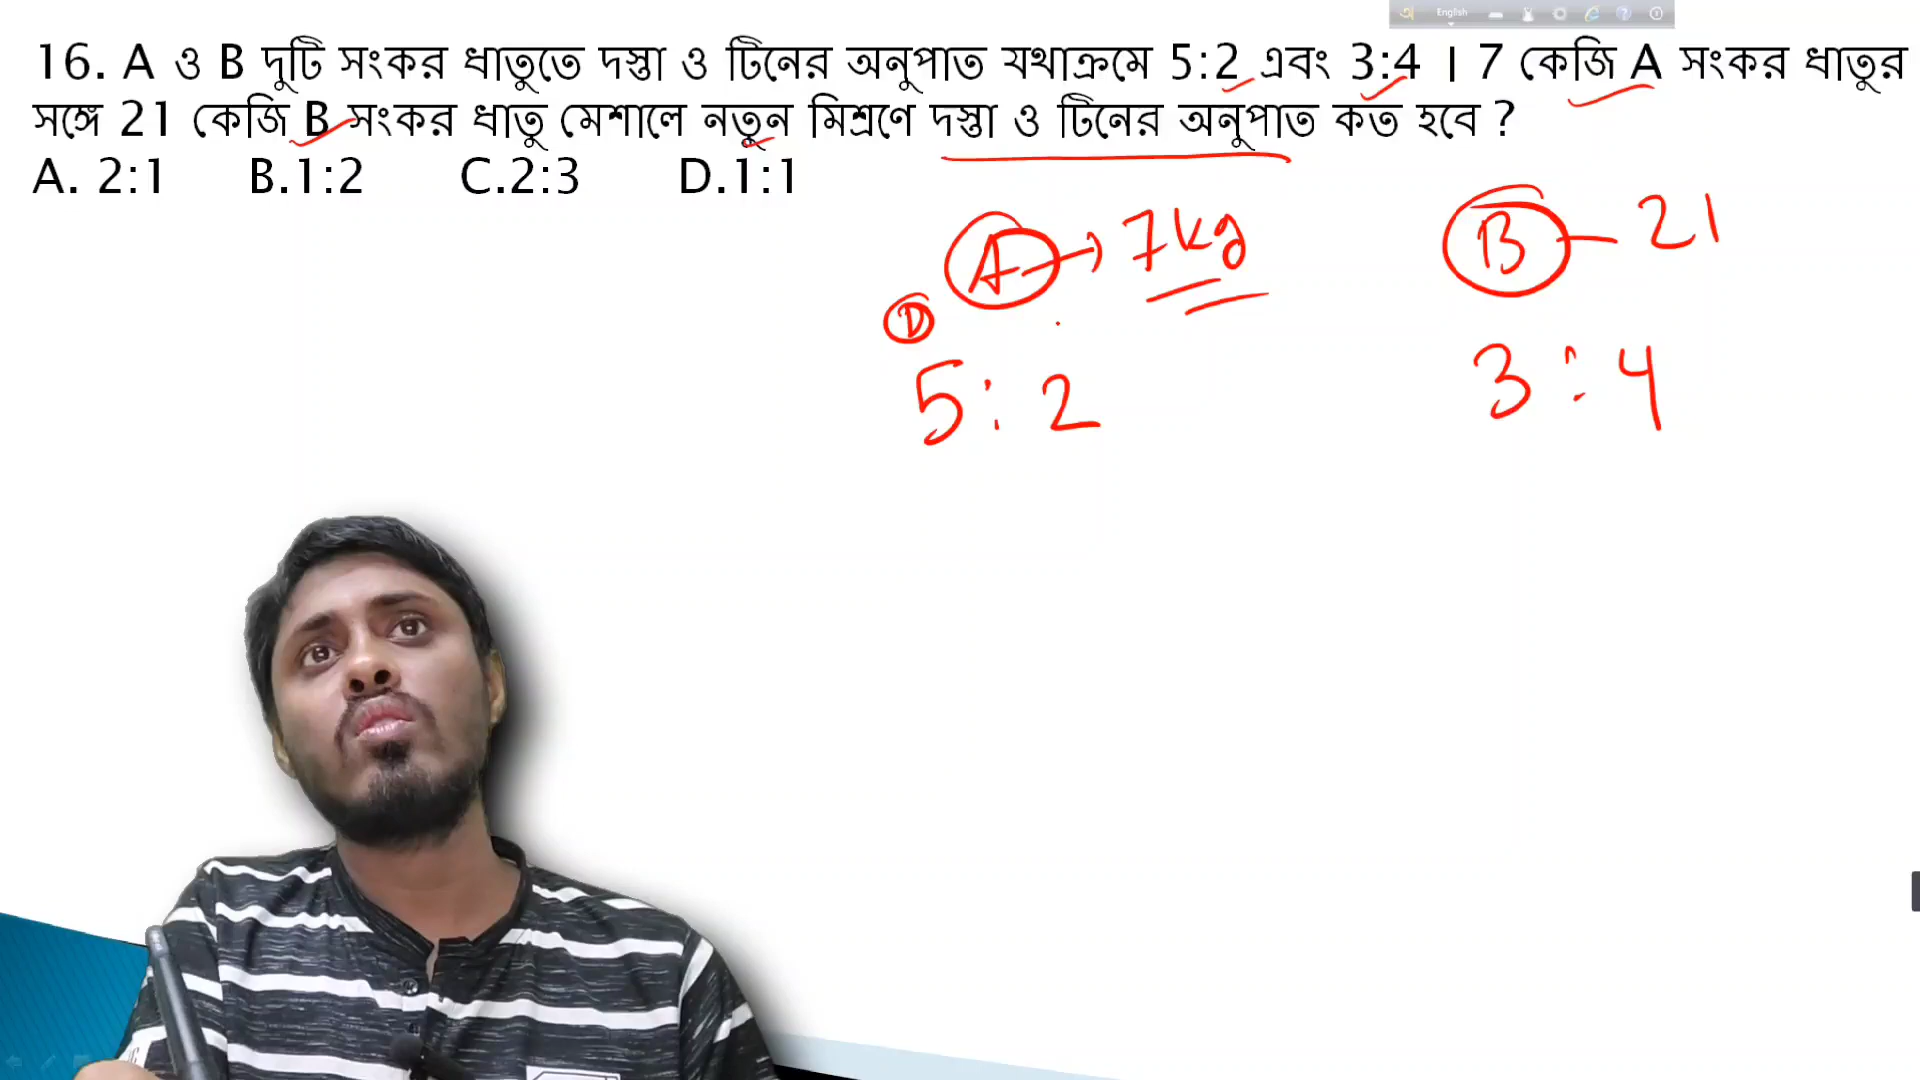 English
16. A ও B দুটি সংকর ধাতুতে দস্তা ও টিনের অনুপাত যথাক্রমে 5:2 এবং 3:4 । 7 কেজি A সংকর ধাতুর
সঙ্গে 21 কেজি B সংকর ধাতু মেশালে নতুন মিশ্রণে দস্তা ও টিনের অনুপাত কত হবে ?
A. 2:1 B.1:2 C.2:3 D.1:1
A → 7kg B – 21
D
5 : 2 3 : 4